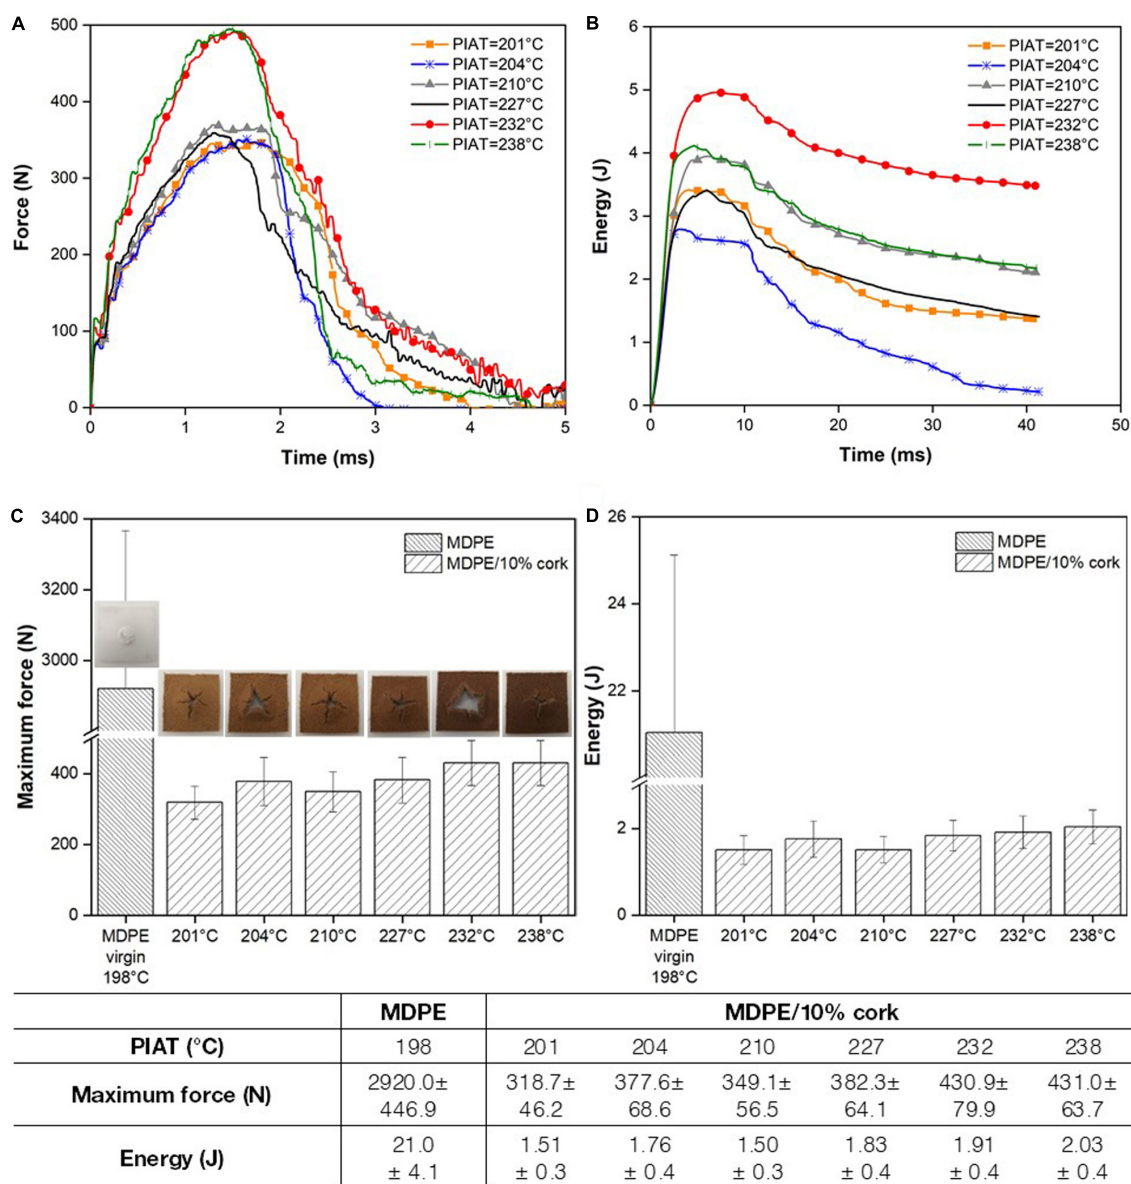 A
Force (N)
500
400
300
200
100
0
0 1 2 3 4 5
Time (ms)
PIAT=201°C
PIAT=204°C
PIAT=210°C
PIAT=227°C
PIAT=232°C
PIAT=238°C
B
Energy (J)
6
5
4
3
2
1
0
0 10 20 30 40 50
Time (ms)
PIAT=201°C
PIAT=204°C
PIAT=210°C
PIAT=227°C
PIAT=232°C
PIAT=238°C
C
Maximum force (N)
3400
3200
3000
400
200
0
MDPE
MDPE/10% cork
MDPE virgin 198°C
201°C 204°C 210°C 227°C 232°C 238°C
D
Energy (J)
26
24
22
2
0
MDPE
MDPE/10% cork
MDPE virgin 198°C
201°C 204°C 210°C 227°C 232°C 238°C
MDPE MDPE/10% cork
PIAT (°C) 198 201 204 210 227 232 238
Maximum force (N) 2920.0± 446.9 318.7± 46.2 377.6± 68.6 349.1± 56.5 382.3± 64.1 430.9± 79.9 431.0± 63.7
Energy (J) 21.0 ± 4.1 1.51 ± 0.3 1.76 ± 0.4 1.50 ± 0.3 1.83 ± 0.4 1.91 ± 0.4 2.03 ± 0.4